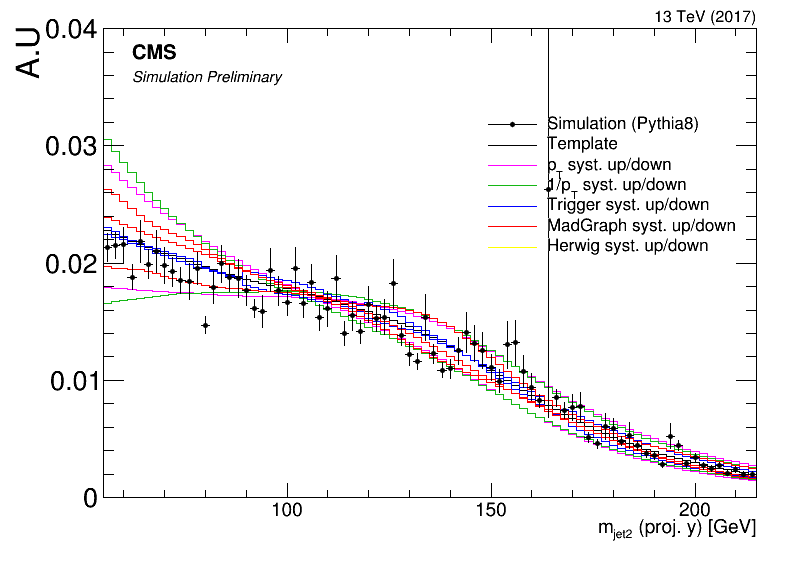 13 TeV (2017)
A.U
CMS
Simulation Preliminary
Simulation (Pythia8)
Template
p_T syst. up/down
1/p_T syst. up/down
Trigger syst. up/down
MadGraph syst. up/down
Herwig syst. up/down
0.04
0.03
0.02
0.01
0
100
150
200
m_jet2 (proj. y) [GeV]